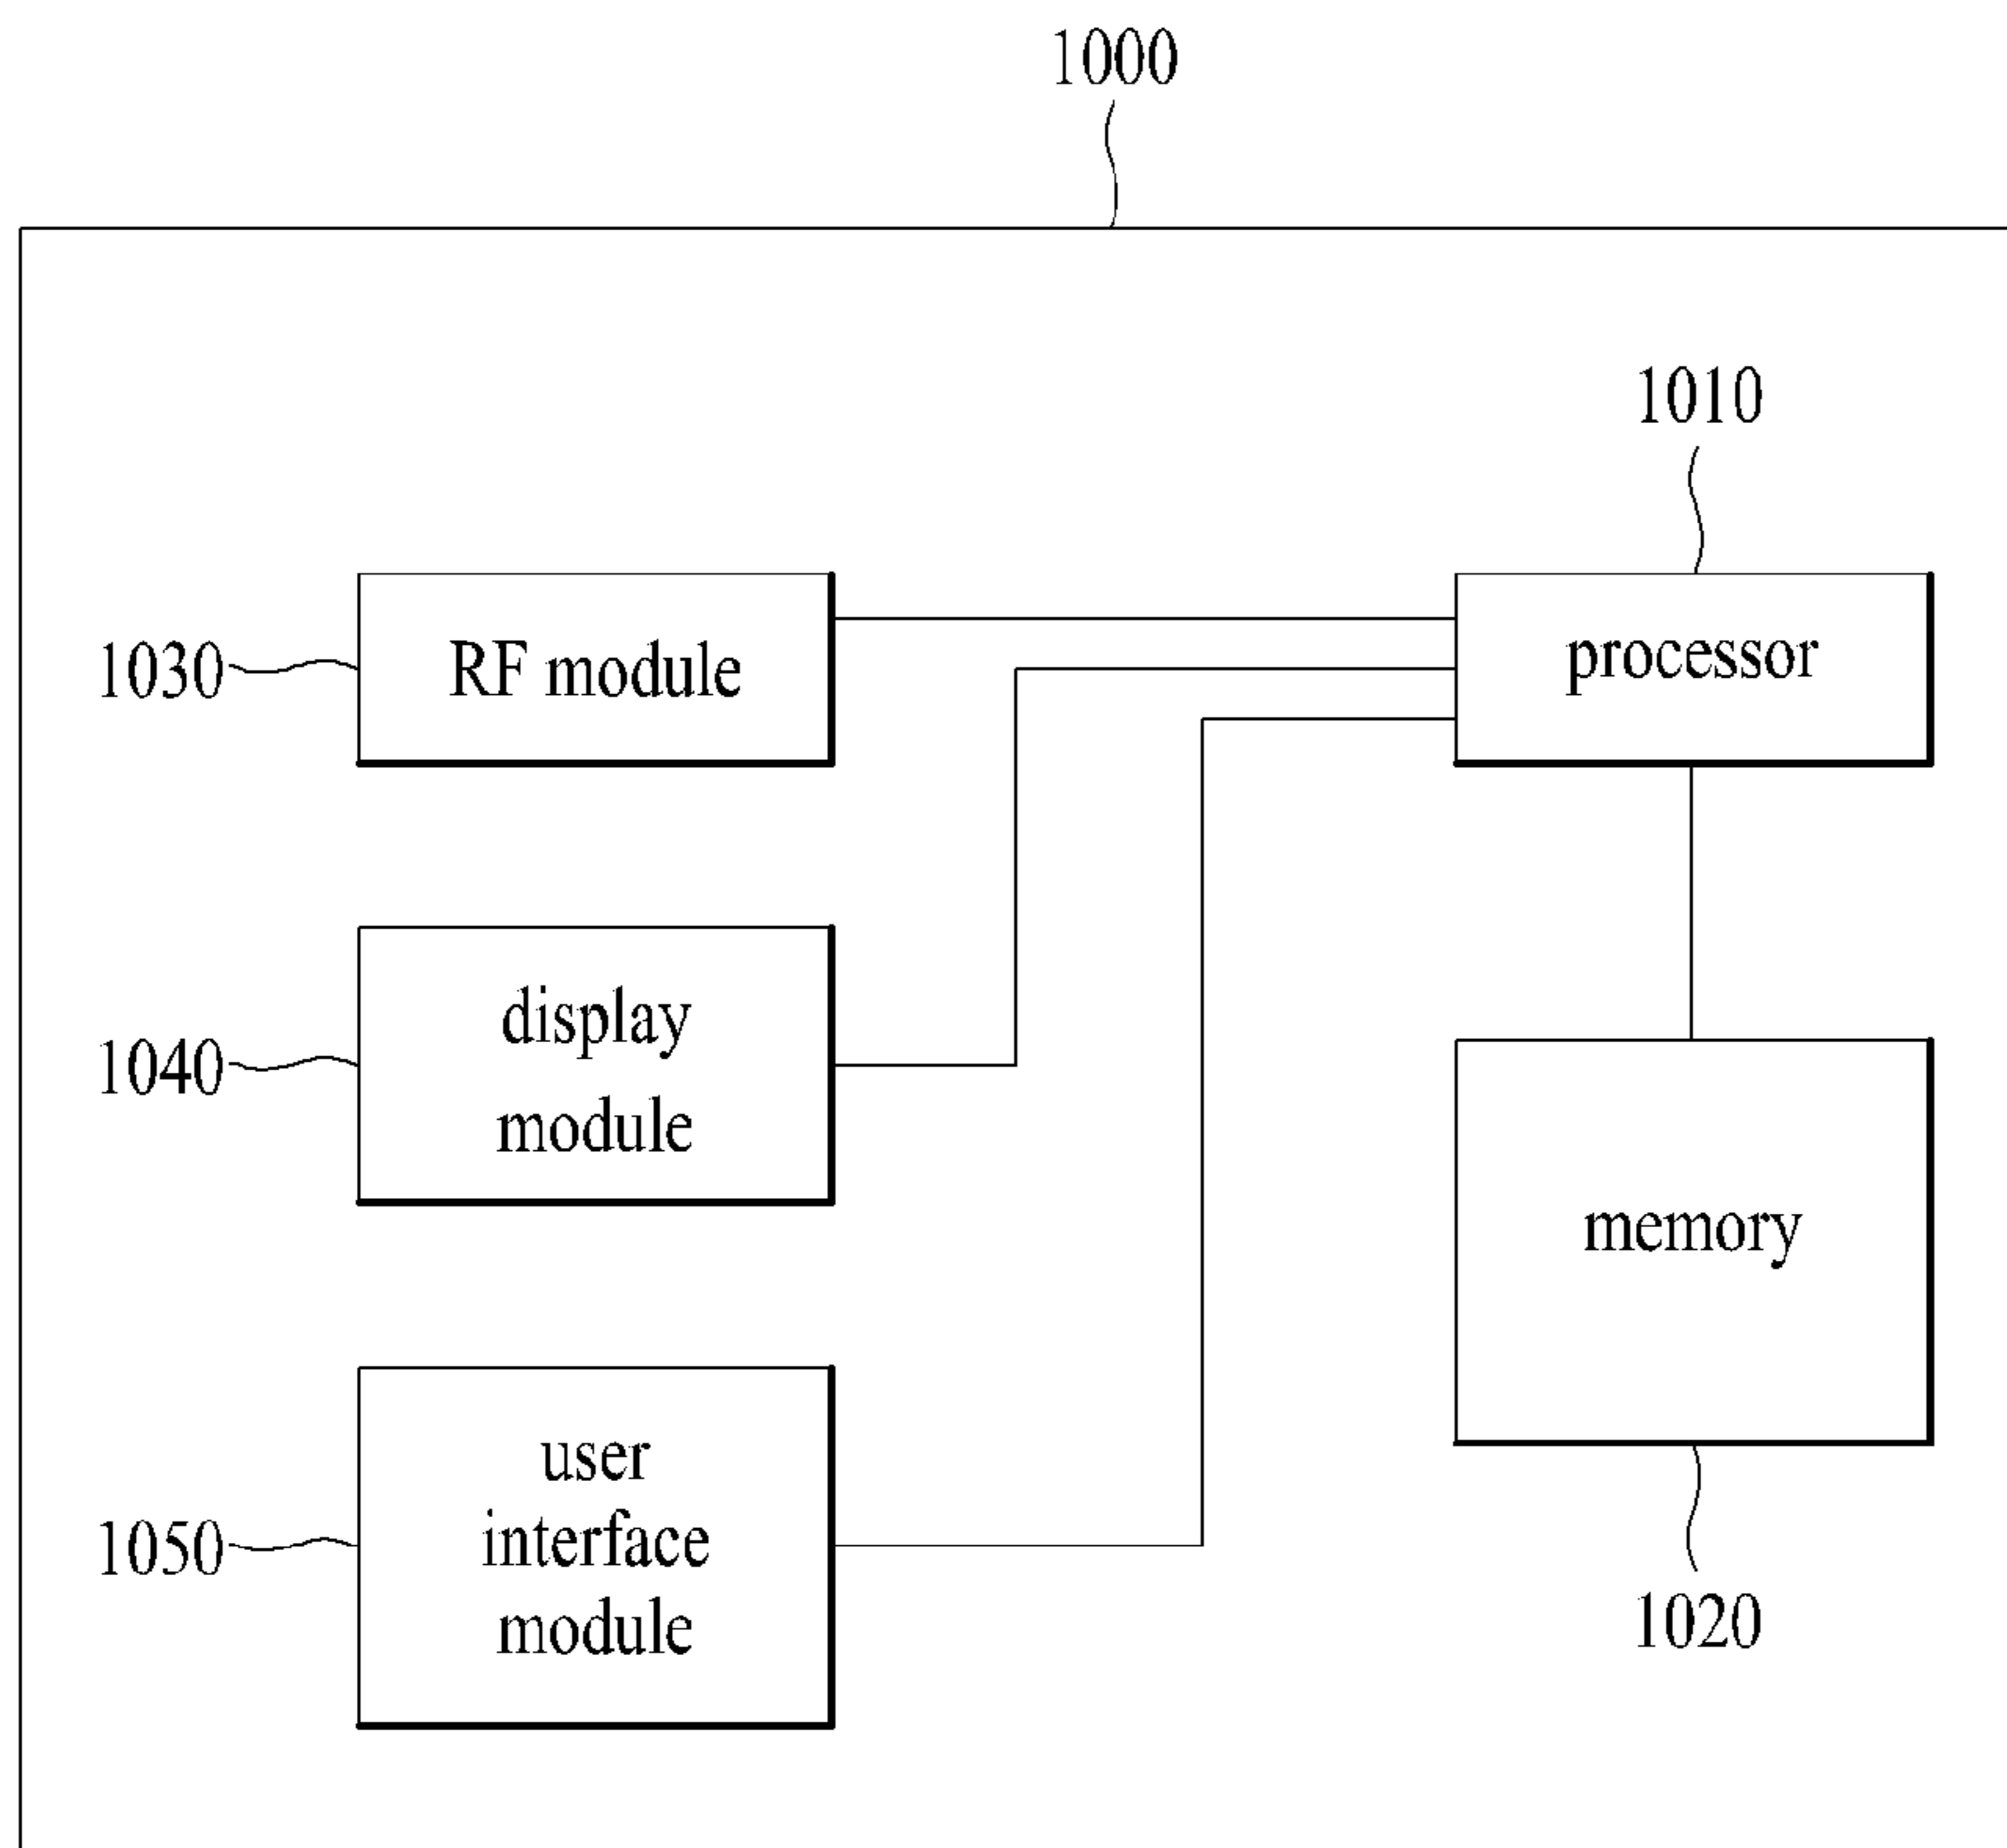 1000
1010
1030
RF module
processor
1040
display
module
memory
1050
user
interface
module
1020